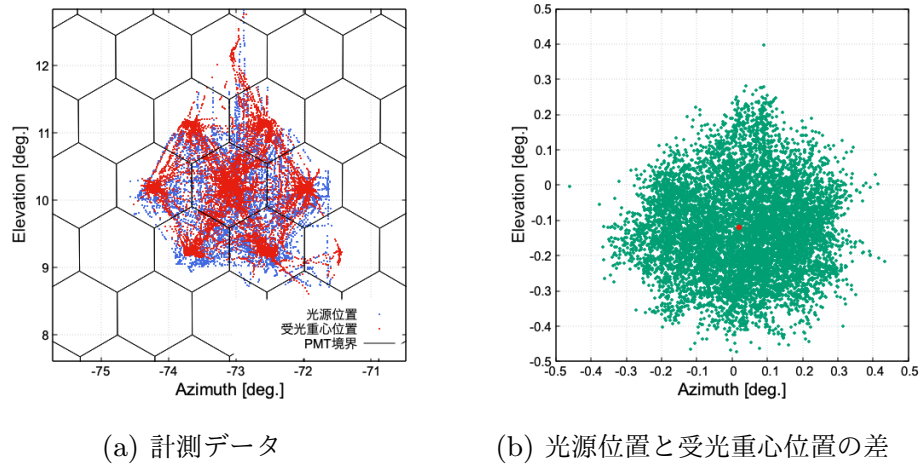 12
11
10
9
8
Elevation [deg.]
光源位置
受光重心位置
PMT境界
-75 -74 -73 -72 -71
Azimuth [deg.]
(a) 計測データ
0.5
0.4
0.3
0.2
0.1
0
-0.1
-0.2
-0.3
-0.4
-0.5
Elevation [deg.]
-0.5 -0.4 -0.3 -0.2 -0.1 0 0.1 0.2 0.3 0.4 0.5
Azimuth [deg.]
(b) 光源位置と受光重心位置の差